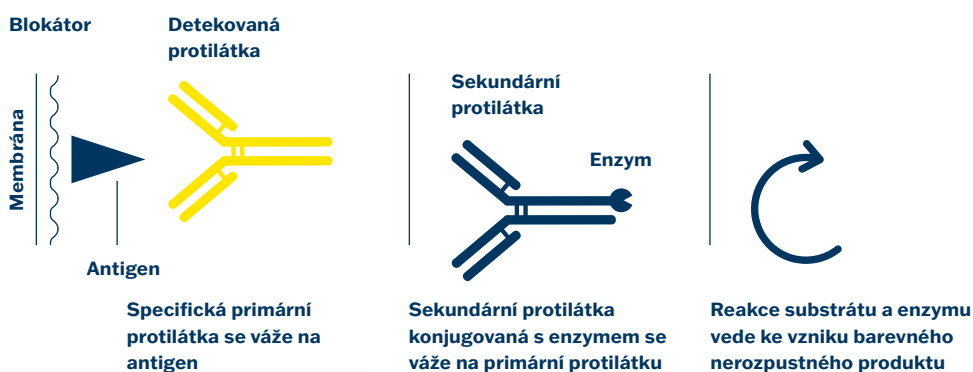 Blokátor
Detekovaná
protilátka
Membrána
Antigen
Specifická primární
protilátka se váže na
antigen
Sekundární
protilátka
Enzym
Sekundární protilátka
konjugovaná s enzymem se
váže na primární protilátku
Reakce substrátu a enzymu
vede ke vzniku barevného
nerozpustného produktu